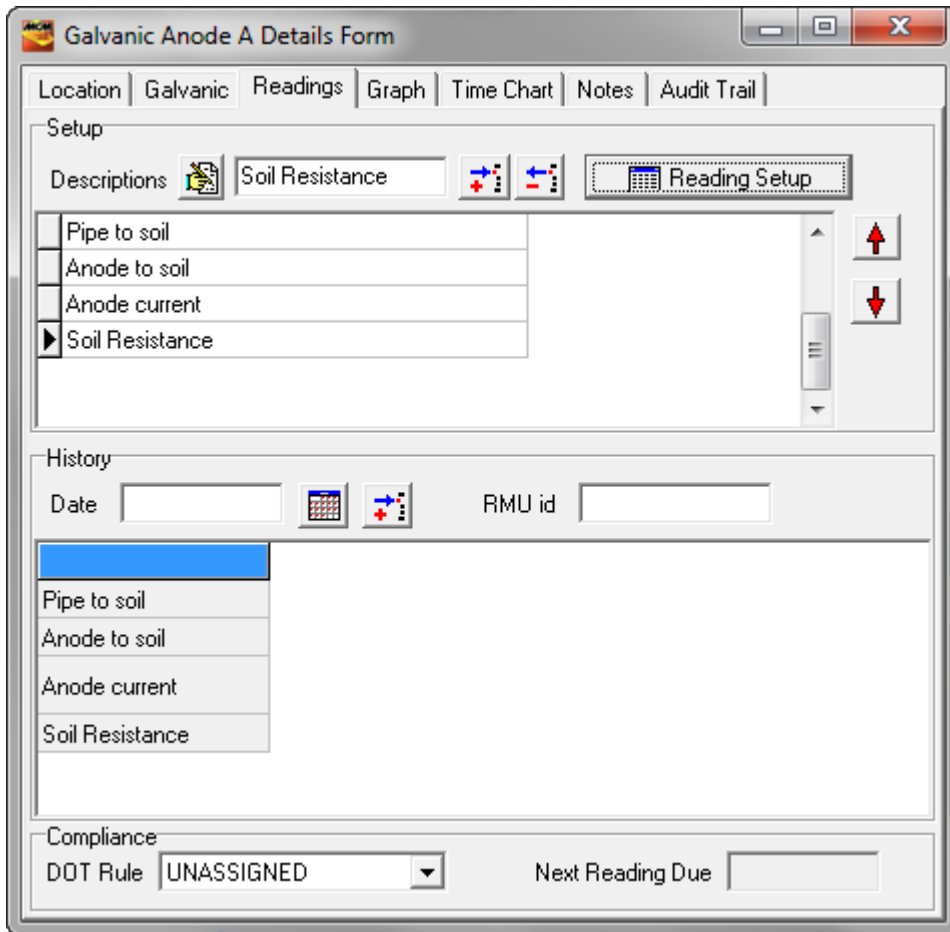 MCM
Galvanic Anode A Details Form
Location Galvanic Readings Graph Time Chart Notes Audit Trail
Setup
Descriptions Soil Resistance Reading Setup
Pipe to soil
Anode to soil
Anode current
Soil Resistance
History
Date RMU id
Pipe to soil
Anode to soil
Anode current
Soil Resistance
Compliance
DOT Rule UNASSIGNED Next Reading Due